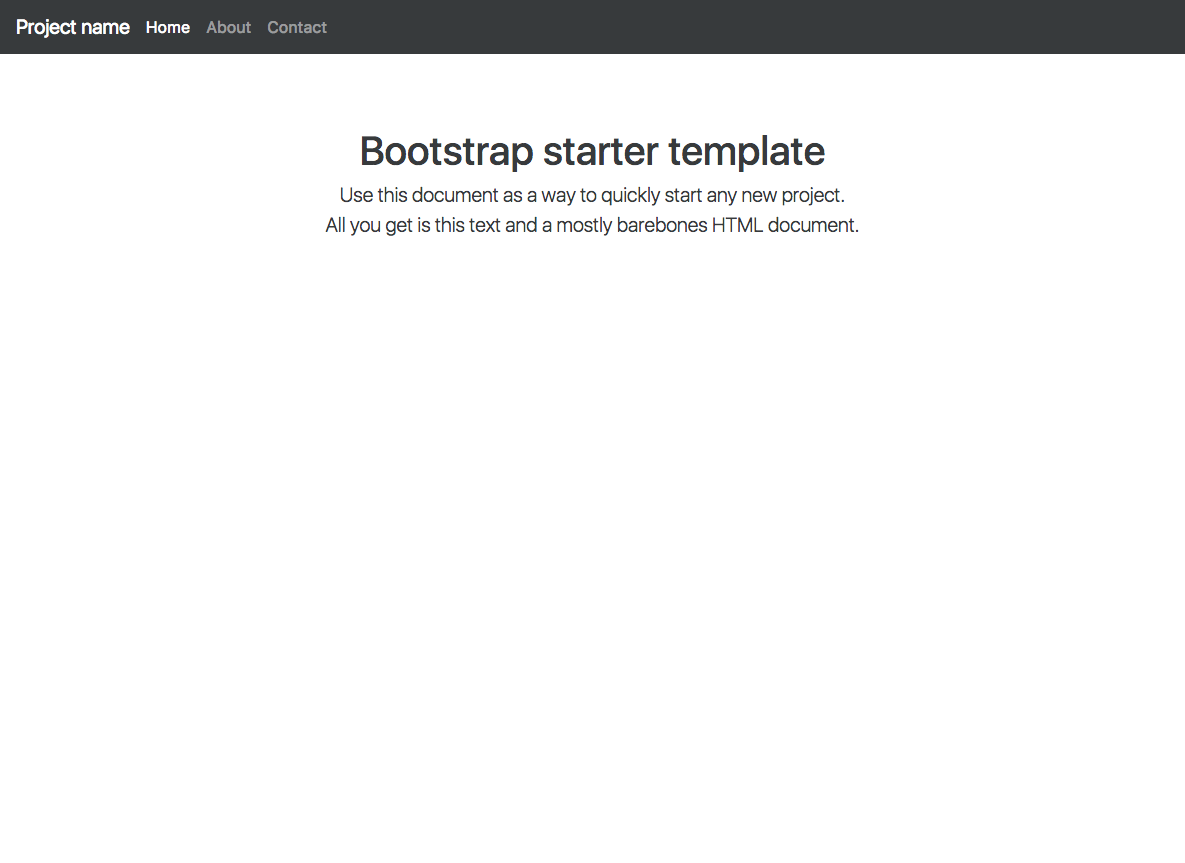 Project name Home About Contact
Bootstrap starter template
Use this document as a way to quickly start any new project.
All you get is this text and a mostly barebones HTML document.